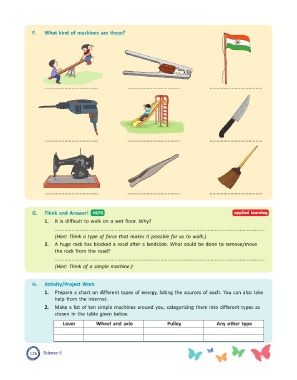 F. What kind of machines are these?
G. Think and Answer! HOTS applied learning
1. It is difficult to walk on a wet floor. Why?
(Hint: Think a type of force that makes it possible for us to walk.)
2. A huge rock has blocked a road after a landslide. What could be done to remove/move
the rock from the road?
(Hint: Think of a simple machine.)
H. Activity/Project Work
1. Prepare a chart on different types of energy, listing the sources of each. You can also take
help from the internet.
2. Make a list of ten simple machines around you, categorizing them into different types as
shown in the table given below.
Lever Wheel and axle Pulley Any other type
126 Science-5